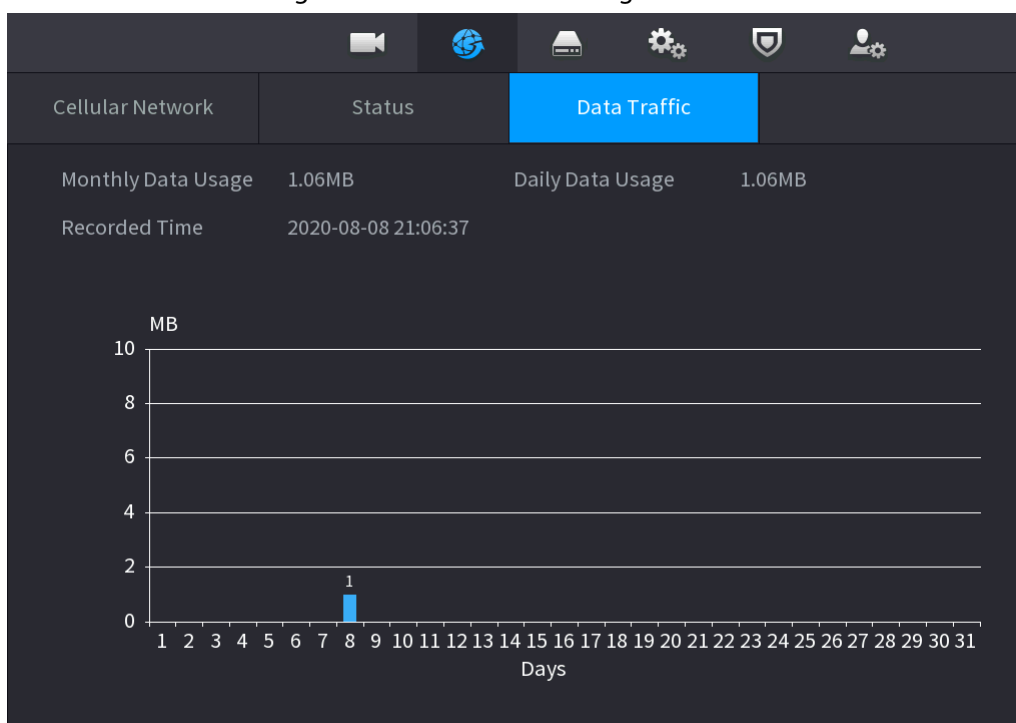 Cellular Network Status Data Traffic
Monthly Data Usage 1.06MB Daily Data Usage 1.06MB
Recorded Time 2020-08-08 21:06:37
MB
10
8
6
4
2
1
0
1 2 3 4 5 6 7 8 9 10 11 12 13 14 15 16 17 18 19 20 21 22 23 24 25 26 27 28 29 30 31
Days